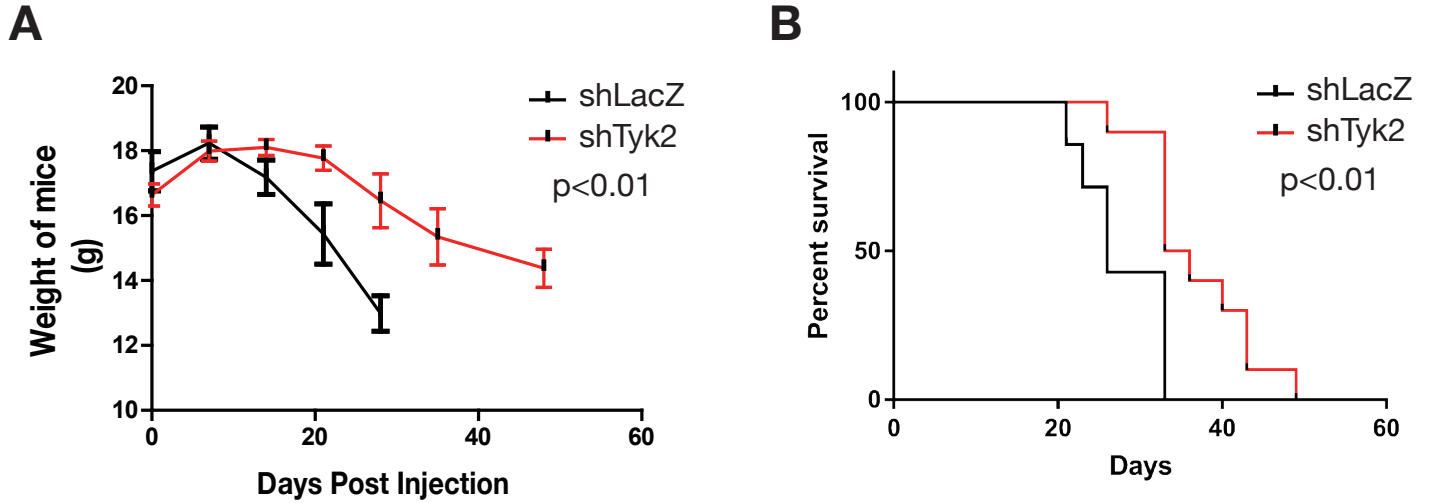 A
Weight of mice
(g)
20
18
16
14
12
10
0
20
40
60
Days Post Injection
shLacZ
shTyk2
p<0.01
B
Percent survival
100
50
0
0
20
40
60
Days
shLacZ
shTyk2
p<0.01